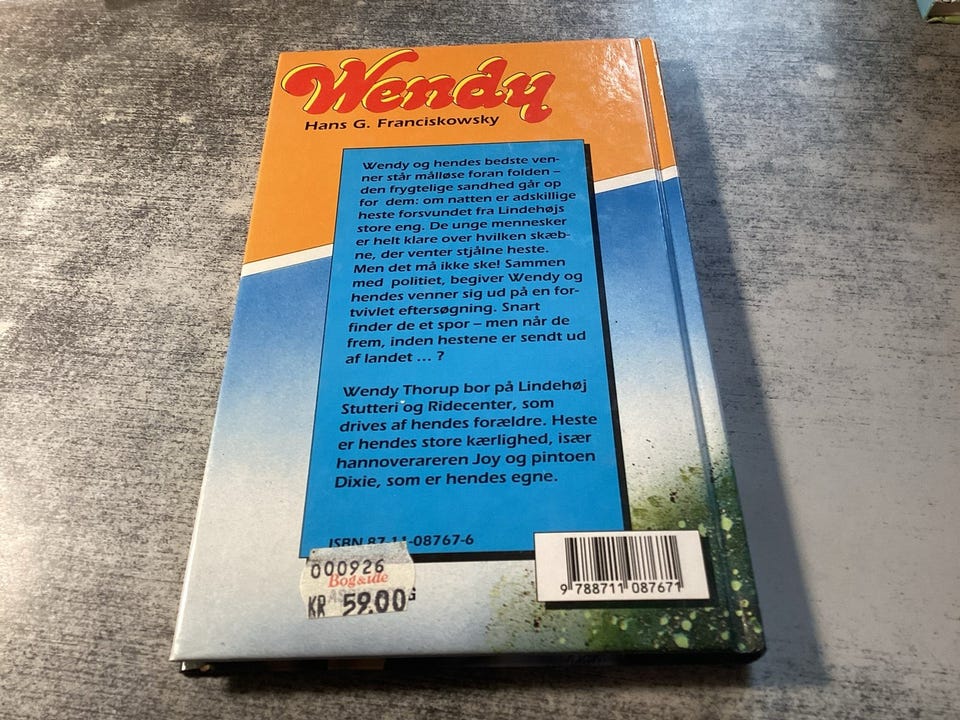 Wendy
Hans G. Franciskowsky
Wendy og hendes bedste ven-
ner står målløse foran folden –
den frygtelige sandhed går op
for dem: om natten er adskillige
heste forsvundet fra Lindehøjs
store eng. De unge mennesker
er helt klare over hvilken skæb-
ne, der venter stjålne heste.
Men det må ikke ske! Sammen
med politiet, begiver Wendy og
hendes venner sig ud på en for-
tvivlet eftersøgning. Snart
finder de et spor – men når de
frem, inden hestene er sendt ud
af landet ... ?
Wendy Thorup bor på Lindehøj
Stutteri og Ridecenter, som
drives af hendes forældre. Heste
er hendes store kærlighed, især
hannoverareren Joy og pintoen
Dixie, som er hendes egne.
ISBN 87-11-08767-6
000926
Bog&ide
KR 59.00
9 788711 087671